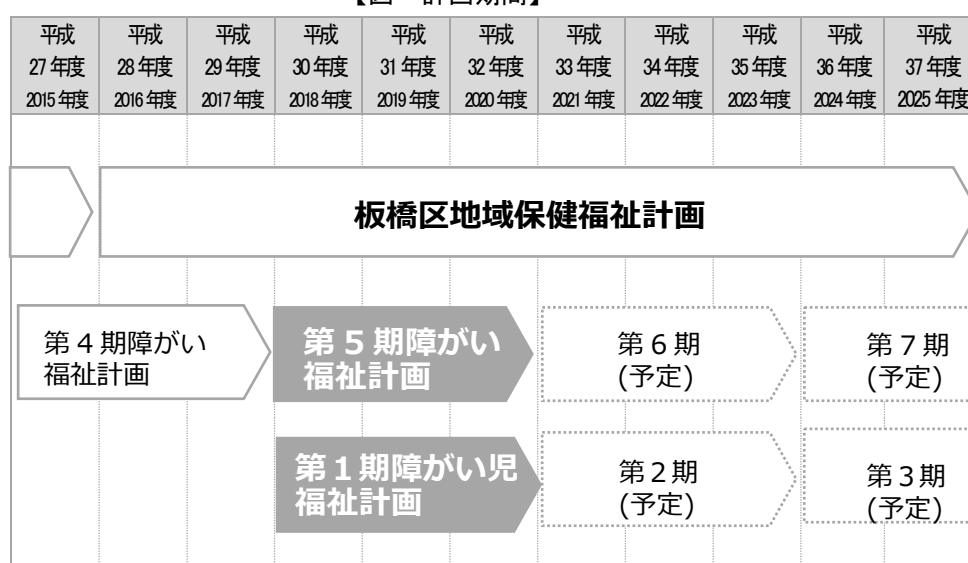 【図 計画期間】
平成 平成 平成 平成 平成 平成 平成 平成 平成 平成 平成
27年度 28年度 29年度 30年度 31年度 32年度 33年度 34年度 35年度 36年度 37年度
2015年度 2016年度 2017年度 2018年度 2019年度 2020年度 2021年度 2022年度 2023年度 2024年度 2025年度
板橋区地域保健福祉計画
第4期障がい
福祉計画
第5期障がい
福祉計画
第6期
(予定)
第7期
(予定)
第1期障がい児
福祉計画
第2期
(予定)
第3期
(予定)